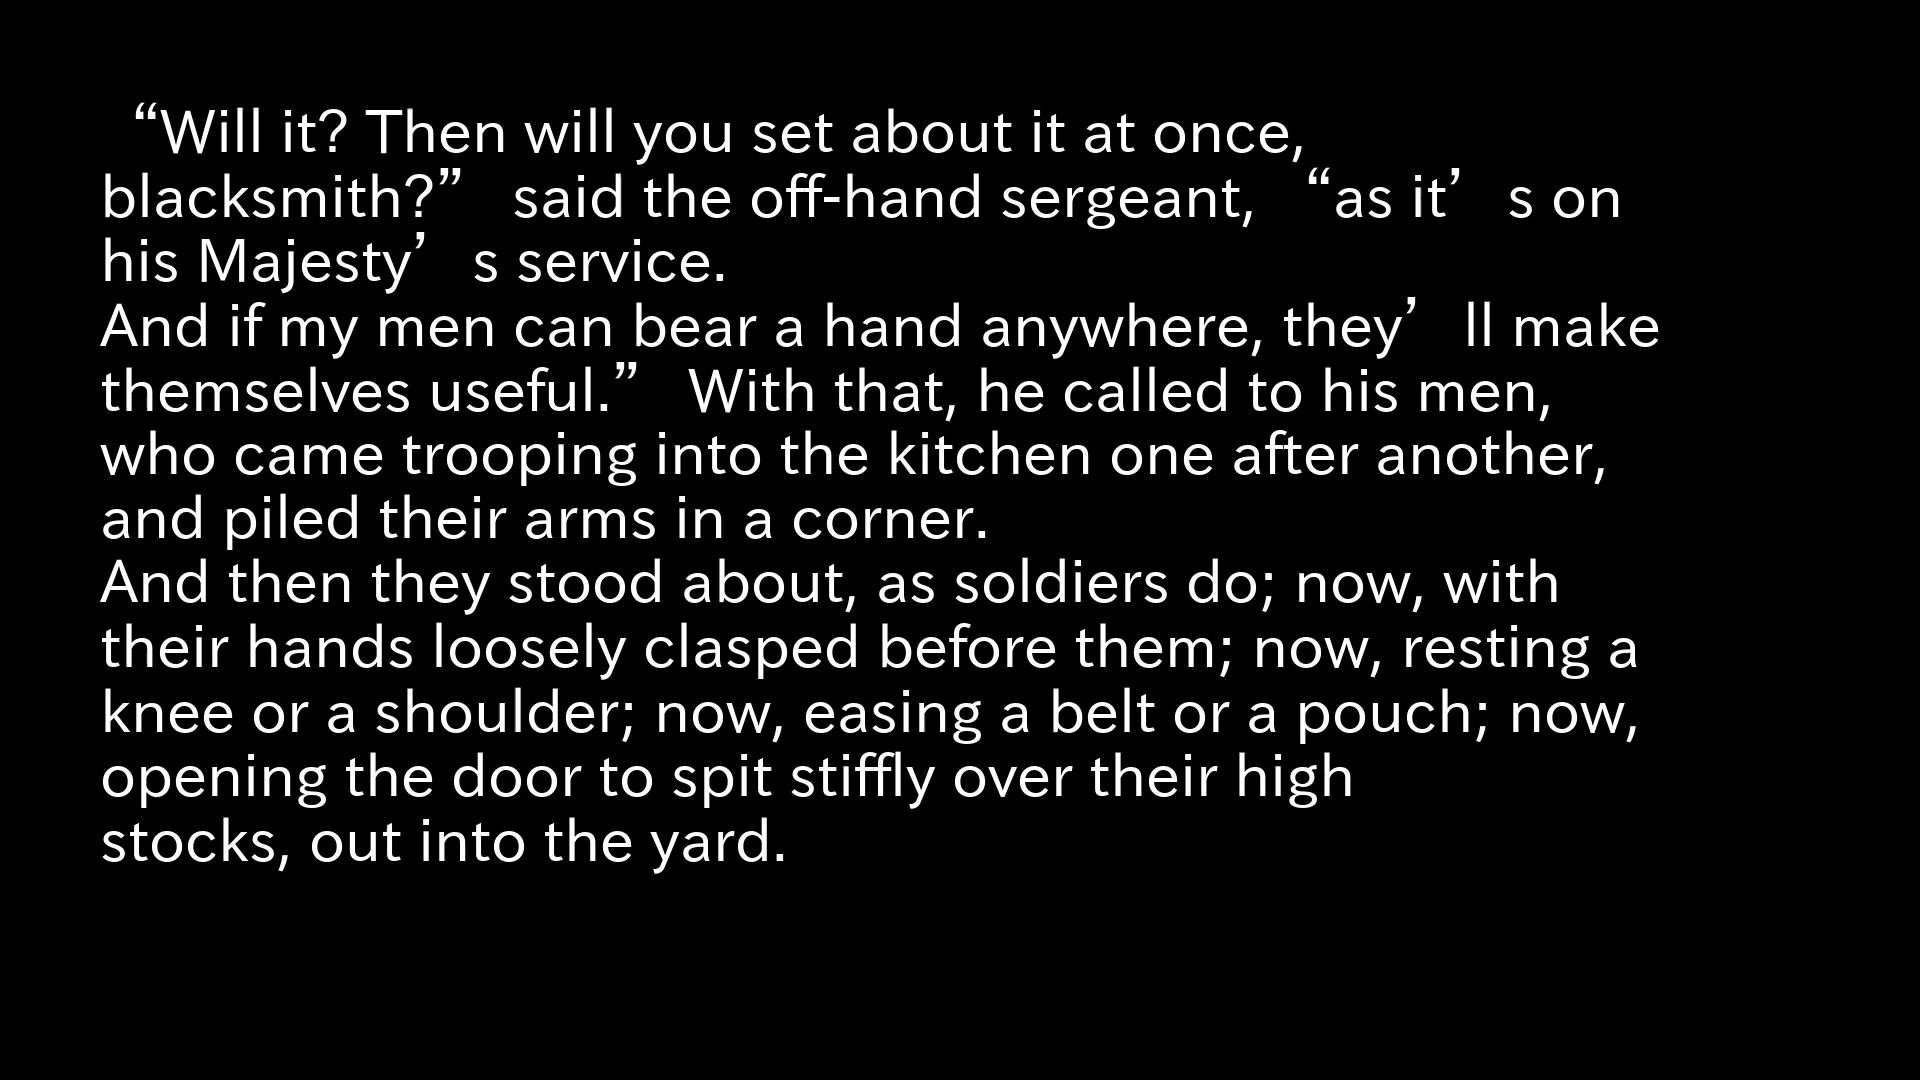 “Will it? Then will you set about it at once,
blacksmith?” said the off-hand sergeant, “as it’s on
his Majesty’s service.
And if my men can bear a hand anywhere, they’ll make
themselves useful.” With that, he called to his men,
who came trooping into the kitchen one after another,
and piled their arms in a corner.
And then they stood about, as soldiers do; now, with
their hands loosely clasped before them; now, resting a
knee or a shoulder; now, easing a belt or a pouch; now,
opening the door to spit stiffly over their high
stocks, out into the yard.